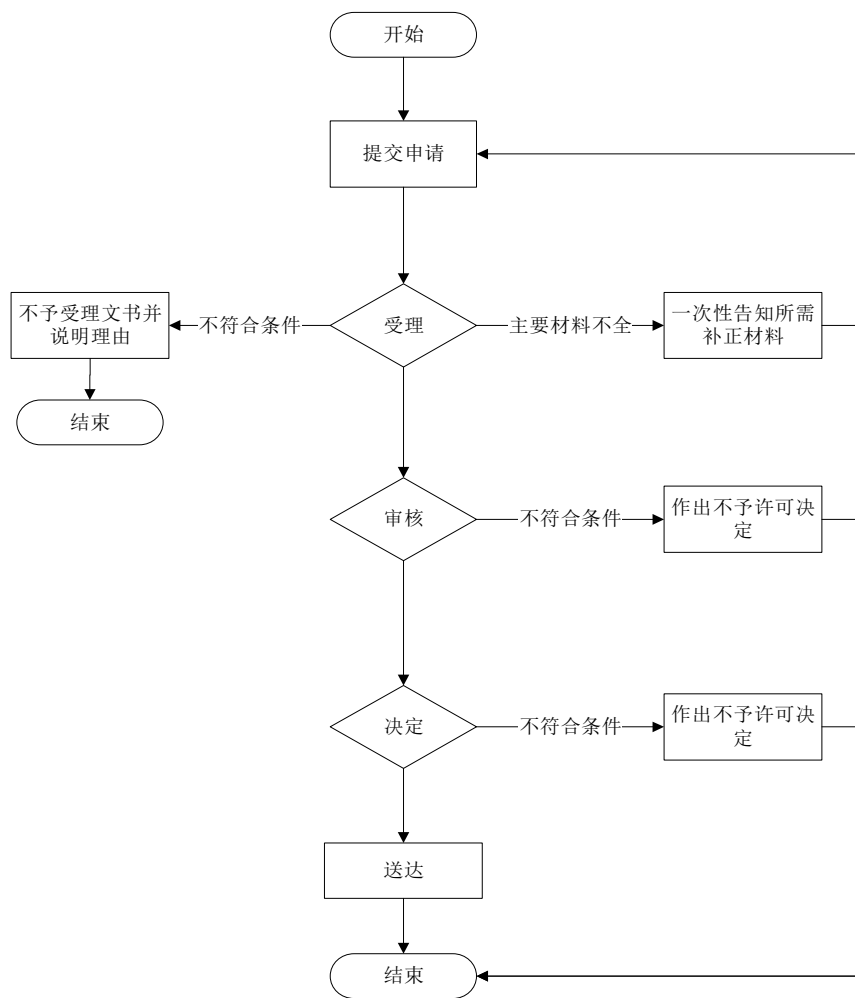 开始
提交申请
不予受理文书并
说明理由
不符合条件
受理
主要材料不全
一次性告知所需
补正材料
结束
审核
不符合条件
作出不予许可决
定
决定
不符合条件
作出不予许可决
定
送达
结束